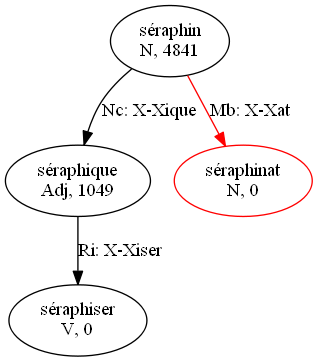 séraphin
N, 4841
Nc: X-Xique
Mb: X-Xat
séraphique
Adj, 1049
séraphinat
N, 0
Ri: X-Xiser
séraphiser
V, 0